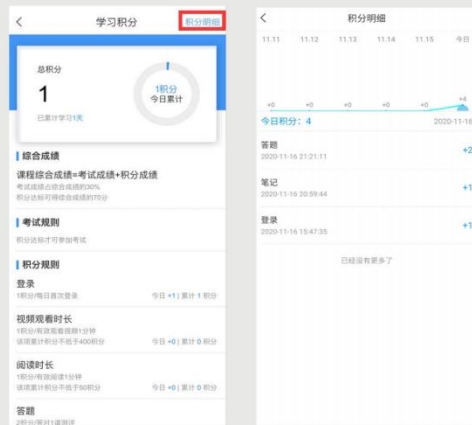 学习积分
积分明细
总积分
1
已累计学习1天
1积分
今日累计
综合成绩
课程综合成绩=考试成绩+积分成绩
考试成绩占综合成绩的30%
积分达标可得综合成绩的70分
考试规则
积分达标才可参加考试
积分规则
登录
1积分/每日首次登录
今日 +1 | 累计 1 积分
视频观看时长
1积分/有效观看视频1分钟
该项累计积分不低于400积分
今日 +0 | 累计 0 积分
阅读时长
1积分/有效阅读1分钟
该项累计积分不低于60积分
今日 +0 | 累计 0 积分
答题
积分明细
11.11 11.12 11.13 11.14 11.15 今日
+0 +0 +0 +0 +0 +4
今日积分：4
2020-11-16
答题
2020-11-16 21:21:11
+2
笔记
2020-11-16 20:59:44
+1
登录
2020-11-16 15:47:35
+1
已经没有更多了